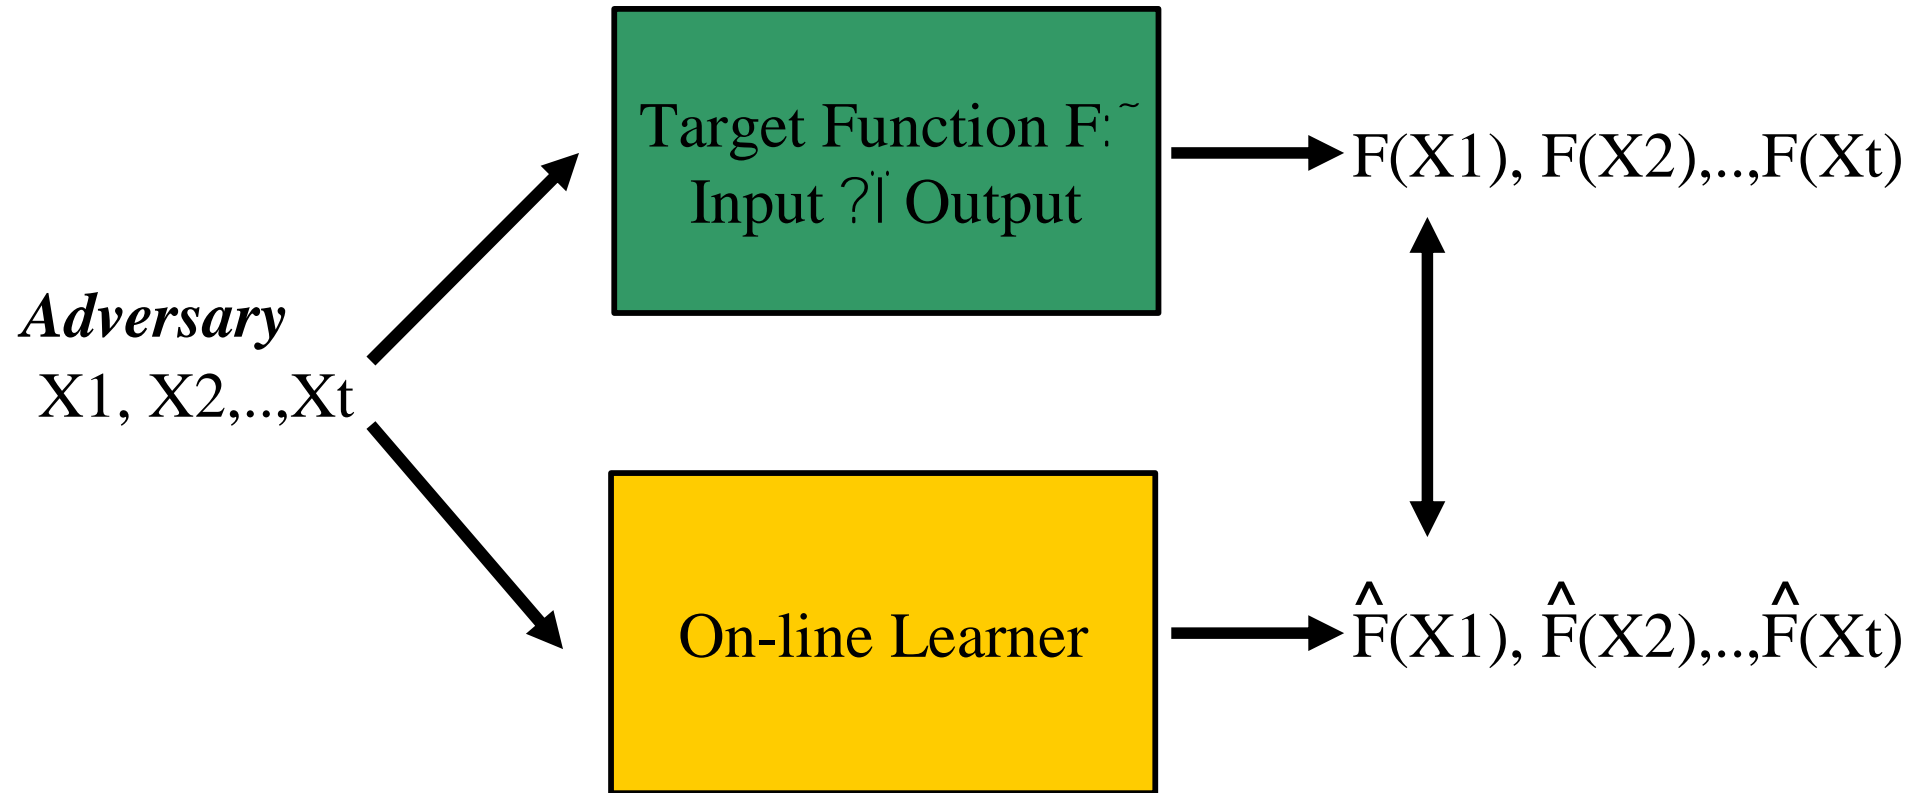 Target Function F:
Input Output
F(X1), F(X2),..,F(Xt)
Adversary
X1, X2,..,Xt
On-line Learner
F̂(X1), F̂(X2),..,F̂(Xt)